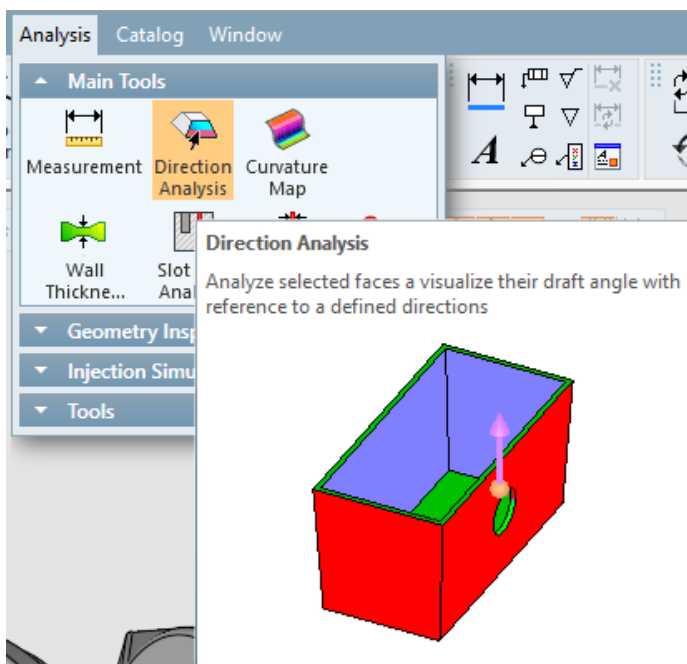 Analysis Catalog Window
Main Tools
Measurement Direction Analysis Curvature Map
A
Wall Thickne... Slot
Anal
Direction Analysis
Analyze selected faces a visualize their draft angle with
reference to a defined directions
Geometry Insp
Injection Simu
Tools